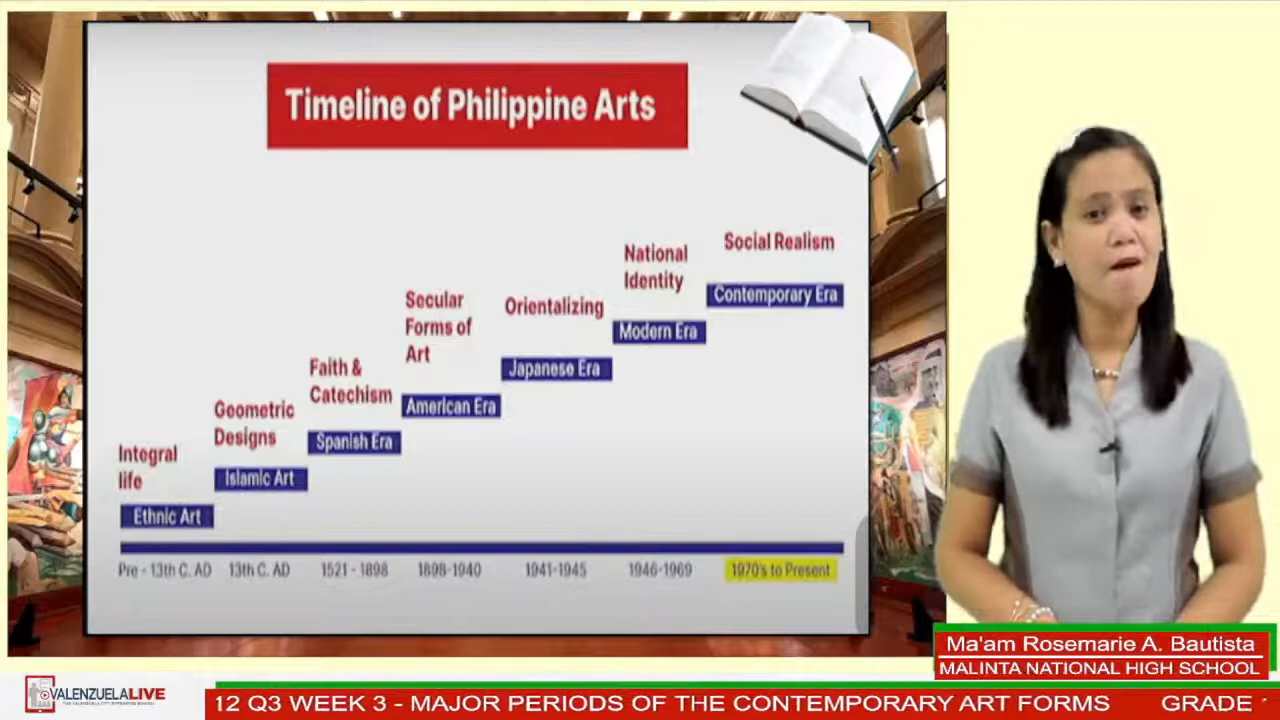 Timeline of Philippine Arts
Social Realism
National
Identity
Contemporary Era
Secular
Forms of
Art
Orientalizing
Modern Era
Faith &
Catechism
Japanese Era
Geometric
Designs
American Era
Integral
life
Spanish Era
Islamic Art
Ethnic Art
Pre - 13th C. AD
13th C. AD
1521 - 1898
1898-1940
1941-1945
1946-1969
1970's to Present
Ma'am Rosemarie A. Bautista
MALINTA NATIONAL HIGH SCHOOL
VALENZUELALIVE
12 Q3 WEEK 3 - MAJOR PERIODS OF THE CONTEMPORARY ART FORMS GRADE